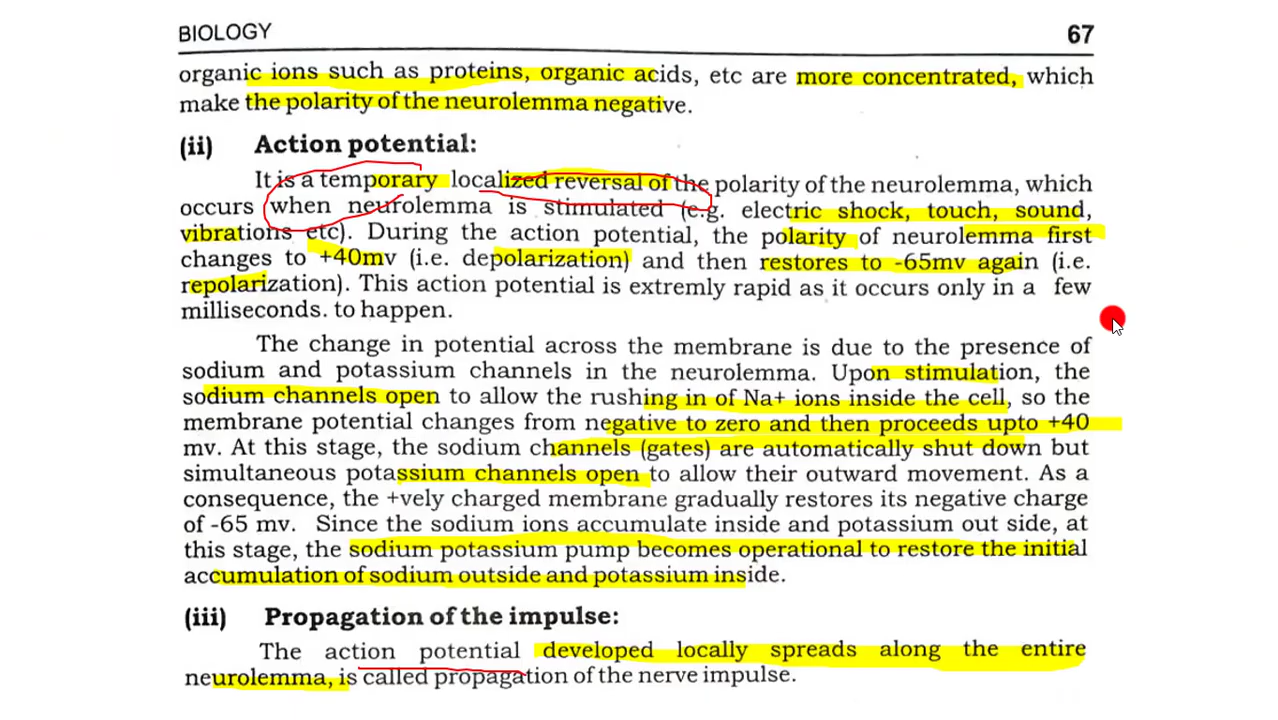 BIOLOGY 67
organic ions such as proteins, organic acids, etc are more concentrated, which
make the polarity of the neurolemma negative.
(ii) Action potential:
It is a temporary localized reversal of the polarity of the neurolemma, which
occurs when neurolemma is stimulated (e.g. electric shock, touch, sound,
vibrations etc). During the action potential, the polarity of neurolemma first
changes to +40mv (i.e. depolarization) and then restores to -65mv again (i.e.
repolarization). This action potential is extremly rapid as it occurs only in a few
milliseconds. to happen.
The change in potential across the membrane is due to the presence of
sodium and potassium channels in the neurolemma. Upon stimulation, the
sodium channels open to allow the rushing in of Na+ ions inside the cell, so the
membrane potential changes from negative to zero and then proceeds upto +40
mv. At this stage, the sodium channels (gates) are automatically shut down but
simultaneous potassium channels open to allow their outward movement. As a
consequence, the +vely charged membrane gradually restores its negative charge
of -65 mv. Since the sodium ions accumulate inside and potassium out side, at
this stage, the sodium potassium pump becomes operational to restore the initial
accumulation of sodium outside and potassium inside.
(iii) Propagation of the impulse:
The action potential developed locally spreads along the entire
neurolemma, is called propagation of the nerve impulse.